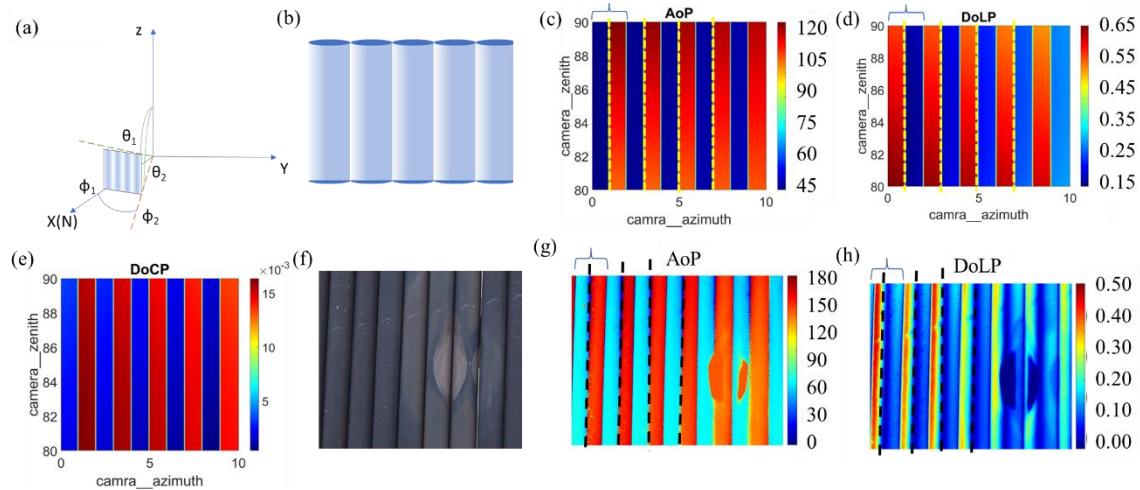 (a)
z
θ1
θ2
ϕ1
ϕ2
Y
X(N)
(b)
(c)
AoP
90
88
86
84
82
80
camera__zenith
0
5
10
camra__azimuth
120
105
90
75
60
45
(d)
DoLP
90
88
86
84
82
80
camera__zenith
0
5
10
camra__azimuth
0.65
0.55
0.45
0.35
0.25
0.15
(e)
DoCP
90
88
86
84
82
80
camera__zenith
0
5
10
camra__azimuth
×10-3
15
10
5
(f)
(g)
AoP
180
150
120
90
60
30
0
(h)
DoLP
0.50
0.40
0.30
0.20
0.10
0.00